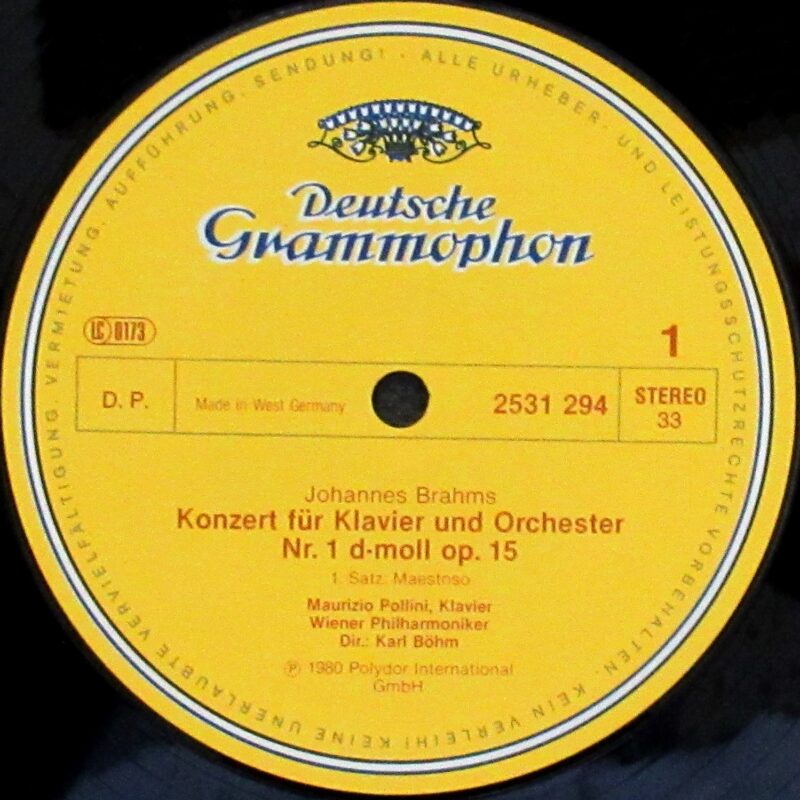 ALLE URHEBER- UND LEISTUNGSSCHUTZRECHTE VORBEHALTEN. KEIN VERLEIH! KEINE UNERLAUBTE VERVIELFÄLTIGUNG, VERMIETUNG, AUFFÜHRUNG, SENDUNG! ·
Deutsche
Grammophon
LC 0173
1
D. P.
Made in West Germany
2531 294
STEREO
33
Johannes Brahms
Konzert für Klavier und Orchester
Nr. 1 d-moll op. 15
1. Satz. Maestoso
Maurizio Pollini, Klavier
Wiener Philharmoniker
Dir.: Karl Böhm
℗ 1980 Polydor International
GmbH